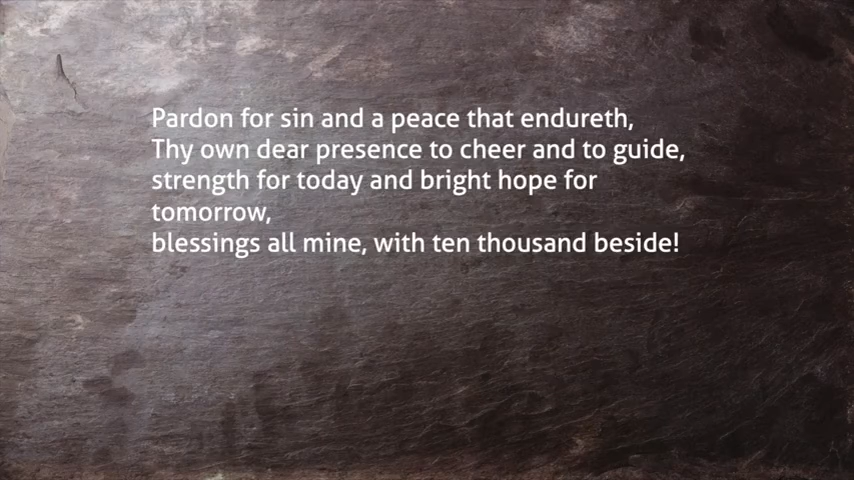 Pardon for sin and a peace that endureth,
Thy own dear presence to cheer and to guide,
strength for today and bright hope for
tomorrow,
blessings all mine, with ten thousand beside!